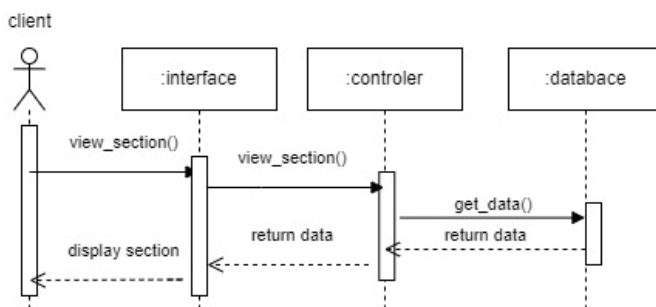 client
:interface
:controler
:databace
view_section()
view_section()
get_data()
return data
return data
display section